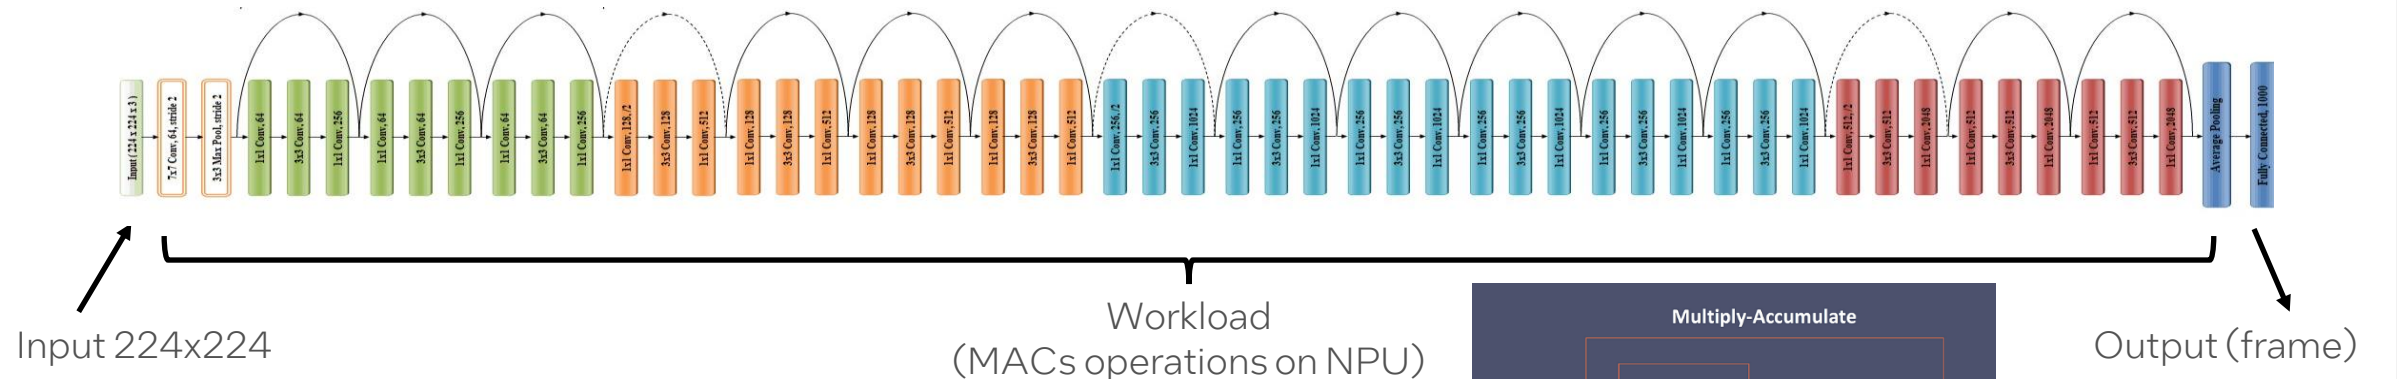 Input (224 x 224 x 3)
7x7 Conv, 64, stride 2
3x3 Max Pool, stride 2
1x1 Conv, 64
3x3 Conv, 64
1x1 Conv, 256
1x1 Conv, 64
3x3 Conv, 64
1x1 Conv, 256
1x1 Conv, 64
3x3 Conv, 64
1x1 Conv, 256
1x1 Conv, 128, /2
3x3 Conv, 128
1x1 Conv, 512
1x1 Conv, 128
3x3 Conv, 128
1x1 Conv, 512
1x1 Conv, 128
3x3 Conv, 128
1x1 Conv, 512
1x1 Conv, 128
3x3 Conv, 128
1x1 Conv, 512
1x1 Conv, 256, /2
3x3 Conv, 256
1x1 Conv, 1024
1x1 Conv, 256
3x3 Conv, 256
1x1 Conv, 1024
1x1 Conv, 256
3x3 Conv, 256
1x1 Conv, 1024
1x1 Conv, 256
3x3 Conv, 256
1x1 Conv, 1024
1x1 Conv, 256
3x3 Conv, 256
1x1 Conv, 1024
1x1 Conv, 256
3x3 Conv, 256
1x1 Conv, 1024
1x1 Conv, 512, /2
3x3 Conv, 512
1x1 Conv, 2048
1x1 Conv, 512
3x3 Conv, 512
1x1 Conv, 2048
1x1 Conv, 512
3x3 Conv, 512
1x1 Conv, 2048
Average Pooling
Fully Connected, 1000
Input 224x224
Workload
(MACs operations on NPU)
Multiply-Accumulate
Output (frame)